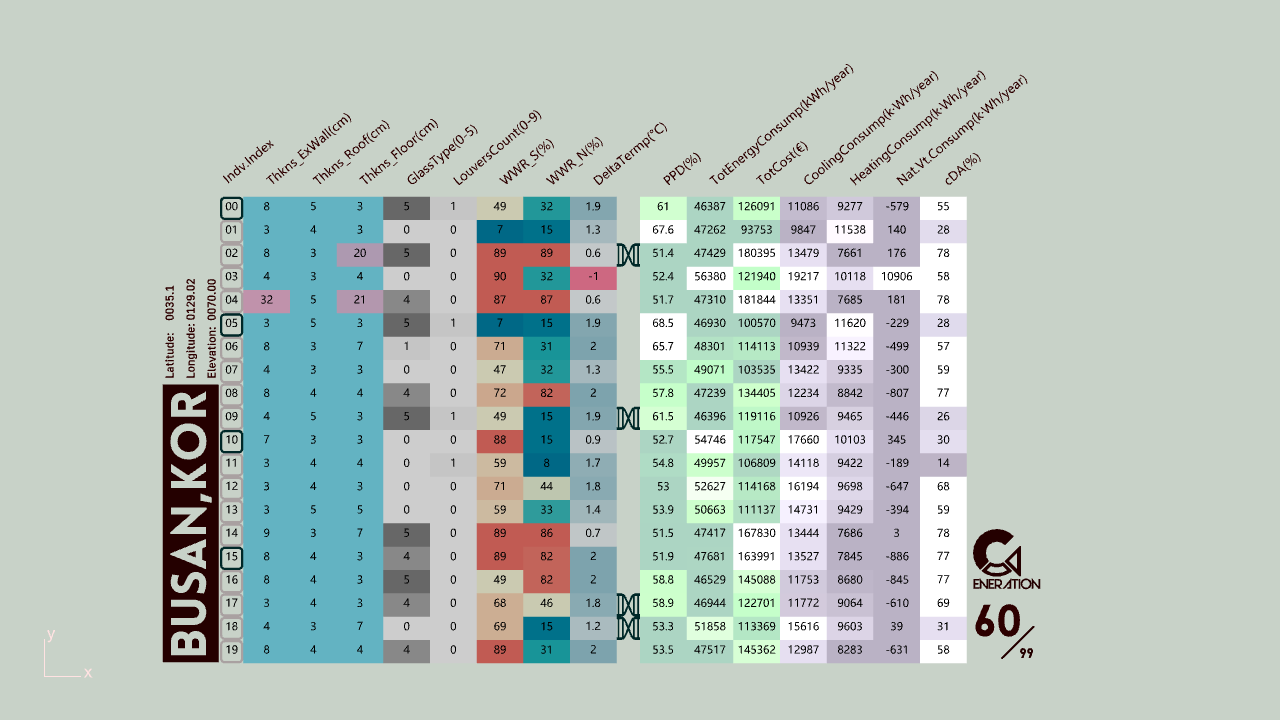 Indv.Index Thkns_ExWall(cm) Thkns_Roof(cm) Thkns_Floor(cm) GlassType(0-5) LouversCount(0-9) WWR_S(%) WWR_N(%) DeltaTermp(°C) PPD(%) TotEnergyConsump(kWh/year) TotCost(€) CoolingConsump(k·Wh/year) HeatingConsump(k·Wh/year) Nat.Vt.Consump(k·Wh/year) cDA(%)
00 8 5 3 5 1 49 32 1.9 61 46387 126091 11086 9277 -579 55
01 3 4 3 0 0 7 15 1.3 67.6 47262 93753 9847 11538 140 28
02 8 3 20 5 0 89 89 0.6 51.4 47429 180395 13479 7661 176 78
03 4 3 4 0 0 90 32 -1 52.4 56380 121940 19217 10118 10906 58
04 32 5 21 4 0 87 87 0.6 51.7 47310 181844 13351 7685 181 78
05 3 5 3 5 1 7 15 1.9 68.5 46930 100570 9473 11620 -229 28
06 8 3 7 1 0 71 31 2 65.7 48301 114113 10939 11322 -499 57
07 4 3 3 0 0 47 32 1.3 55.5 49071 103535 13422 9335 -300 59
08 8 4 4 4 0 72 82 2 57.8 47239 134405 12234 8842 -807 77
09 4 5 3 5 1 49 15 1.9 61.5 46396 119116 10926 9465 -446 26
10 7 3 3 0 0 88 15 0.9 52.7 54746 117547 17660 10103 345 30
11 3 4 4 0 1 59 8 1.7 54.8 49957 106809 14118 9422 -189 14
12 3 4 3 0 0 71 44 1.8 53 52627 114168 16194 9698 -647 68
13 3 5 5 0 0 59 33 1.4 53.9 50663 111137 14731 9429 -394 59
14 9 3 7 5 0 89 86 0.7 51.5 47417 167830 13444 7686 3 78
15 8 4 3 4 0 89 82 2 51.9 47681 163991 13527 7845 -886 77
16 8 4 3 5 0 49 82 2 58.8 46529 145088 11753 8680 -845 77
17 3 4 3 4 0 68 46 1.8 58.9 46944 122701 11772 9064 -610 69
18 4 3 7 0 0 69 15 1.2 53.3 51858 113369 15616 9603 39 31
19 8 4 4 4 0 89 31 2 53.5 47517 145362 12987 8283 -631 58
Latitude: 0035.1
Longitude: 0129.02
Elevation: 0070.00
BUSAN,KOR
GENERATION
60/99
y
x